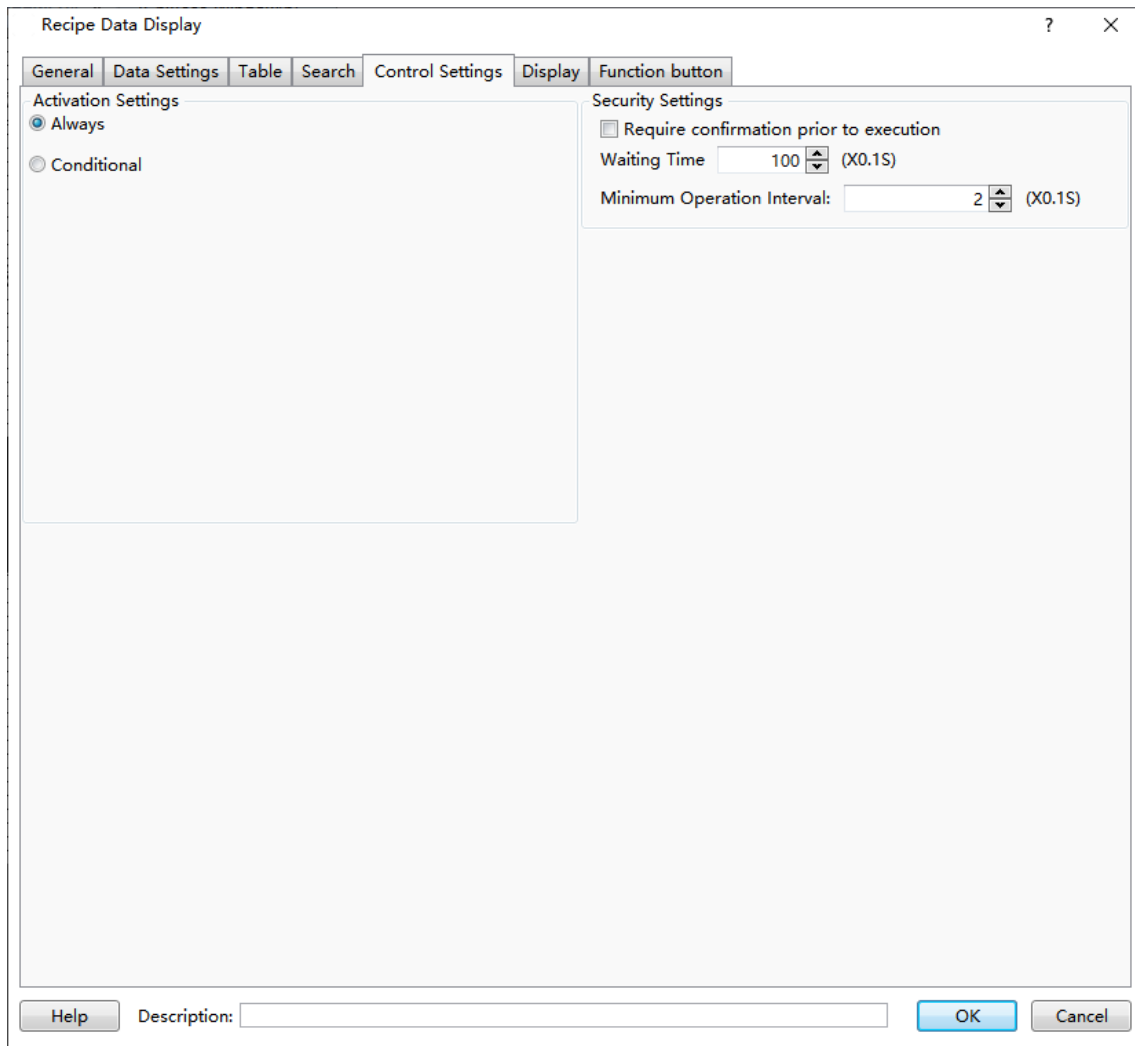 Recipe Data Display
?
General Data Settings Table Search Control Settings Display Function button
Activation Settings
Always
Conditional
Security Settings
Require confirmation prior to execution
Waiting Time 100 (X0.1S)
Minimum Operation Interval: 2 (X0.1S)
Help Description: OK Cancel